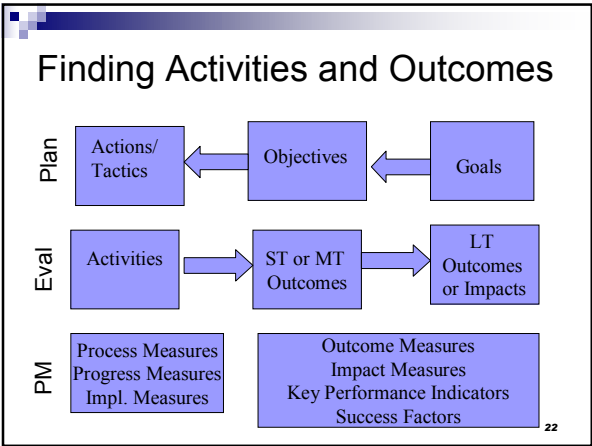 Finding Activities and Outcomes
Plan
Actions/
Tactics
Objectives
Goals
Eval
Activities
ST or MT
Outcomes
LT
Outcomes
or Impacts
PM
Process Measures
Progress Measures
Impl. Measures
Outcome Measures
Impact Measures
Key Performance Indicators
Success Factors
22